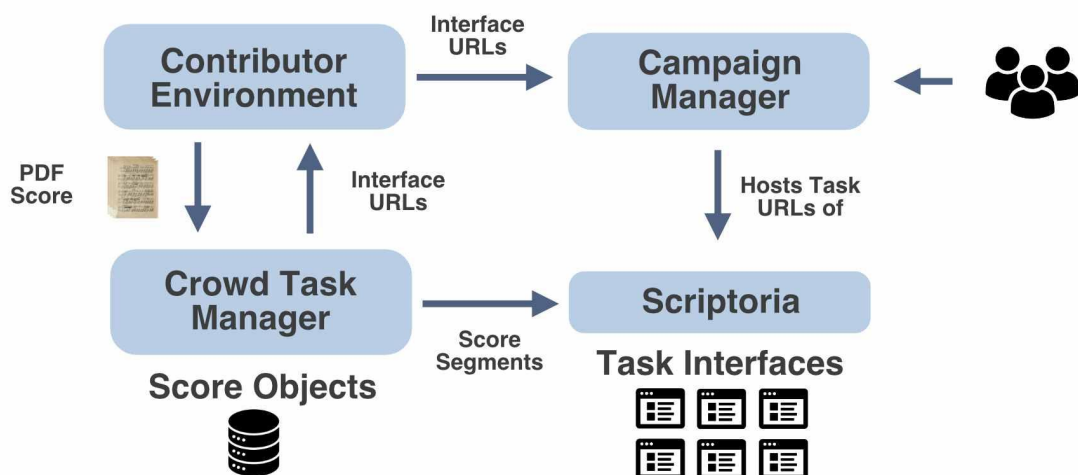 Contributor
Environment
Interface
URLs
Campaign
Manager
PDF
Score
Interface
URLs
Hosts Task
URLs of
Crowd Task
Manager
Score
Segments
Scriptoria
Score Objects
Task Interfaces